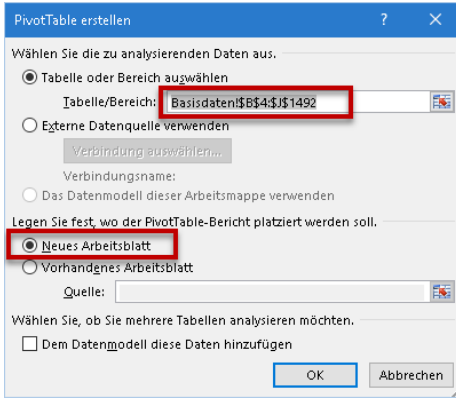 PivotTable erstellen ? ×
Wählen Sie die zu analysierenden Daten aus.
Tabelle oder Bereich auswählen
Tabelle/Bereich: Basisdaten!$B$4:$J$1492
Externe Datenquelle verwenden
Verbindung auswählen...
Verbindungsname:
Das Datenmodell dieser Arbeitsmappe verwenden
Legen Sie fest, wo der PivotTable-Bericht platziert werden soll.
Neues Arbeitsblatt
Vorhandenes Arbeitsblatt
Quelle:
Wählen Sie, ob Sie mehrere Tabellen analysieren möchten.
Dem Datenmodell diese Daten hinzufügen
OK Abbrechen